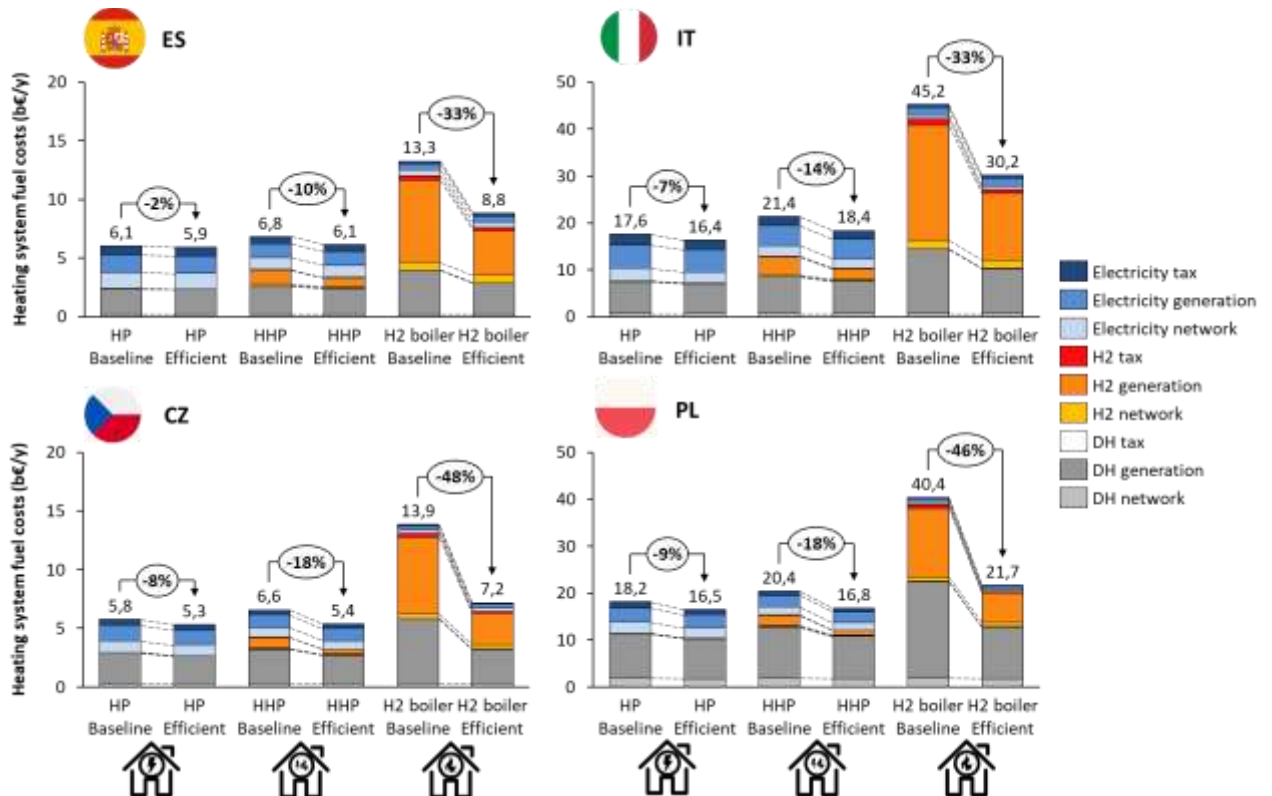 ES
Heating system fuel costs (b€/y)
20
15
10
5
0
-2%
6,1
5,9
-10%
6,8
6,1
-33%
13,3
8,8
HP Baseline
HP Efficient
HHP Baseline
HHP Efficient
H2 boiler Baseline
H2 boiler Efficient
IT
50
40
30
20
10
0
-7%
17,6
16,4
-14%
21,4
18,4
-33%
45,2
30,2
HP Baseline
HP Efficient
HHP Baseline
HHP Efficient
H2 boiler Baseline
H2 boiler Efficient
Electricity tax
Electricity generation
Electricity network
H2 tax
H2 generation
H2 network
DH tax
DH generation
DH network
CZ
Heating system fuel costs (b€/y)
20
15
10
5
0
-8%
5,8
5,3
-18%
6,6
5,4
-48%
13,9
7,2
HP Baseline
HP Efficient
HHP Baseline
HHP Efficient
H2 boiler Baseline
H2 boiler Efficient
PL
50
40
30
20
10
0
-9%
18,2
16,5
-18%
20,4
16,8
-46%
40,4
21,7
HP Baseline
HP Efficient
HHP Baseline
HHP Efficient
H2 boiler Baseline
H2 boiler Efficient